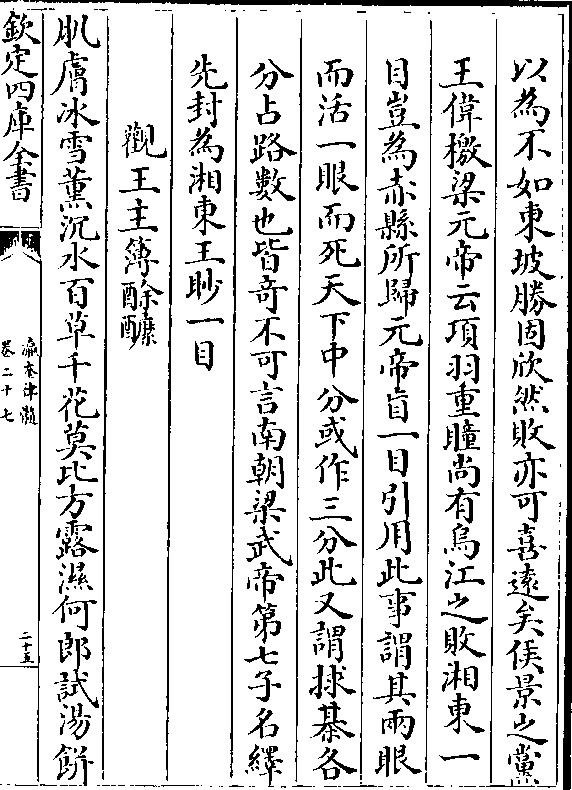 以為不如東坡勝固欣然敗亦可喜遠矣侯景之黨
王偉檄梁元帝云項羽重瞳尚有烏江之敗湘東一
目豈為赤縣所歸元帝盲一目引用此事謂其兩眼
而活一眼而死天下中分或作三分此又謂捄棊各
分占路數也皆奇不可言南朝梁武帝第七子名繹
先封為湘東王眇一目
觀王主簿酴醿
肌膚冰雪薰沉水百草千花莫比方露濕何郎試湯餅
欽定四庫全書
瀛奎律髓
卷二十七
二十五